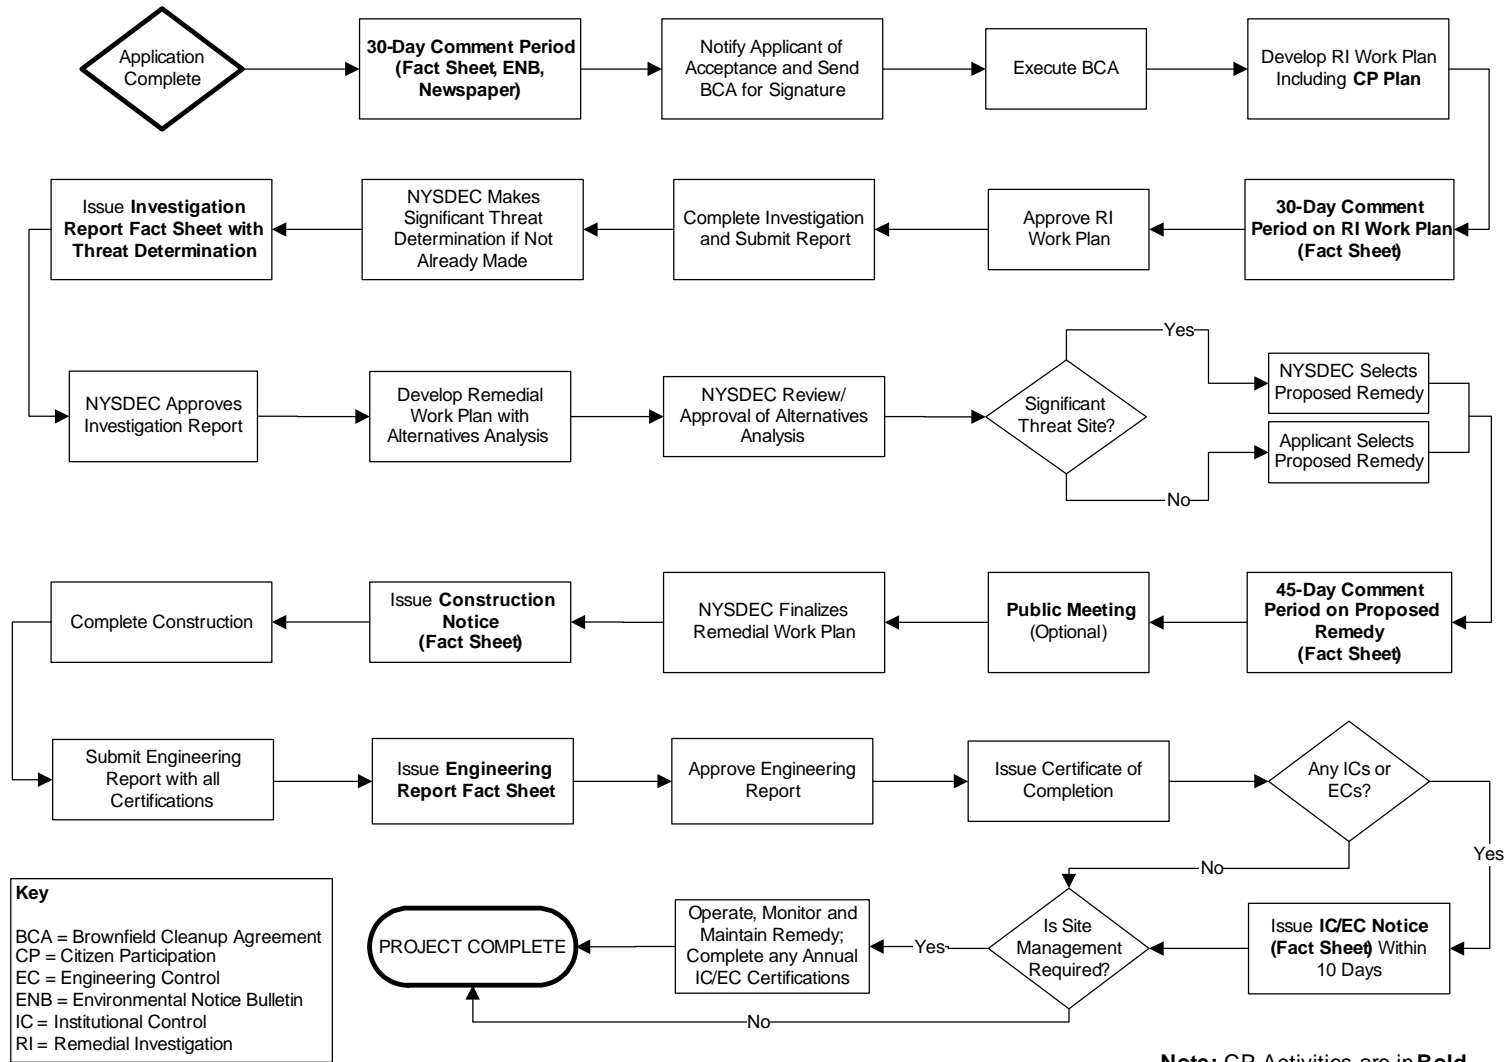 Application
Complete
30-Day Comment Period
(Fact Sheet, ENB,
Newspaper)
Notify Applicant of
Acceptance and Send
BCA for Signature
Execute BCA
Develop RI Work Plan
Including CP Plan
30-Day Comment
Period on RI Work Plan
(Fact Sheet)
Approve RI
Work Plan
Complete Investigation
and Submit Report
NYSDEC Makes
Significant Threat
Determination if Not
Already Made
Issue Investigation
Report Fact Sheet with
Threat Determination
NYSDEC Approves
Investigation Report
Develop Remedial
Work Plan with
Alternatives Analysis
NYSDEC Review/
Approval of Alternatives
Analysis
Significant
Threat Site?
Yes
NYSDEC Selects
Proposed Remedy
No
Applicant Selects
Proposed Remedy
45-Day Comment
Period on Proposed
Remedy
(Fact Sheet)
Public Meeting
(Optional)
NYSDEC Finalizes
Remedial Work Plan
Issue Construction
Notice
(Fact Sheet)
Complete Construction
Submit Engineering
Report with all
Certifications
Issue Engineering
Report Fact Sheet
Approve Engineering
Report
Issue Certificate of
Completion
Any ICs or
ECs?
Yes
No
Issue IC/EC Notice
(Fact Sheet) Within
10 Days
Is Site
Management
Required?
Yes
Operate, Monitor and
Maintain Remedy;
Complete any Annual
IC/EC Certifications
No
PROJECT COMPLETE
Key
BCA = Brownfield Cleanup Agreement
CP = Citizen Participation
EC = Engineering Control
ENB = Environmental Notice Bulletin
IC = Institutional Control
RI = Remedial Investigation
Note: CP Activities are in Bold